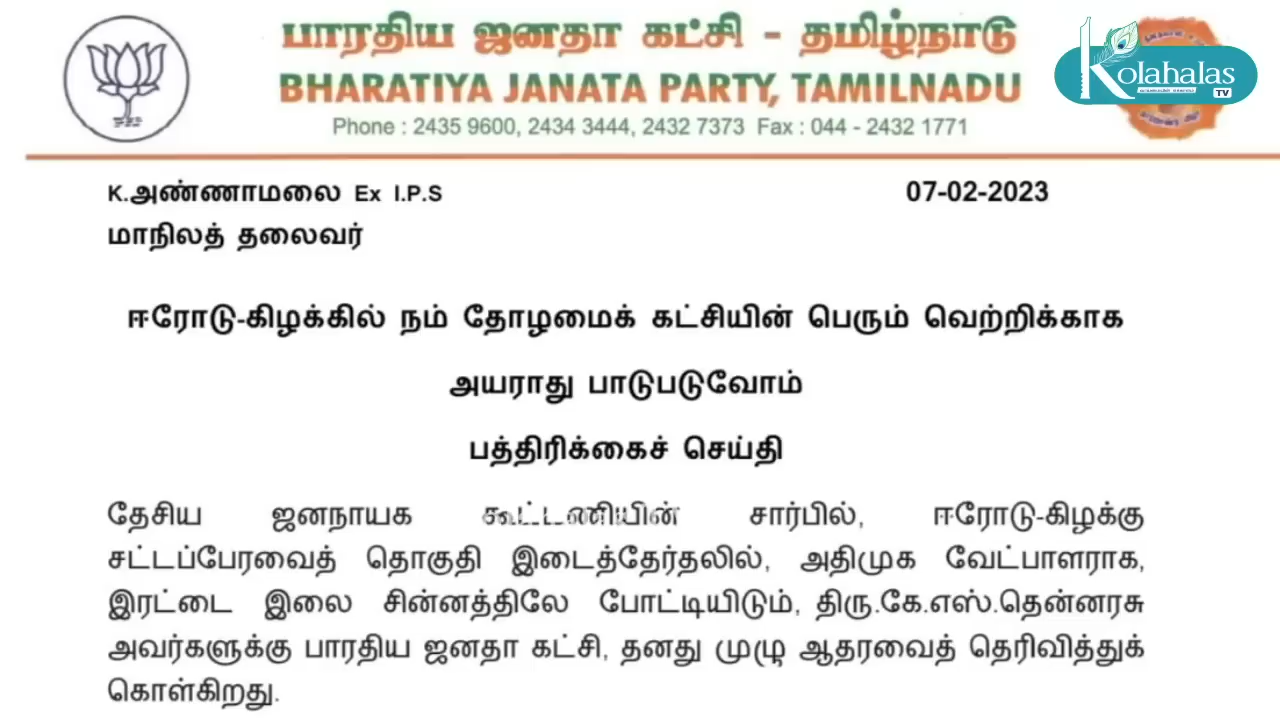 பாரதிய ஜனதா கட்சி - தமிழ்நாடு
BHARATIYA JANATA PARTY, TAMILNADU
Phone : 2435 9600, 2434 3444, 2432 7373 Fax : 044 - 2432 1771
Kolahalas
TV
K.அண்ணாமலை Ex I.P.S
07-02-2023
மாநிலத் தலைவர்
ஈரோடு-கிழக்கில் நம் தோழமைக் கட்சியின் பெரும் வெற்றிக்காக
அயராது பாடுபடுவோம்
பத்திரிக்கைச் செய்தி
தேசிய ஜனநாயக கூட்டணியின் சார்பில், ஈரோடு-கிழக்கு
சட்டப்பேரவைத் தொகுதி இடைத்தேர்தலில், அதிமுக வேட்பாளராக,
இரட்டை இலை சின்னத்திலே போட்டியிடும், திரு.கே.எஸ்.தென்னரசு
அவர்களுக்கு பாரதிய ஜனதா கட்சி, தனது முழு ஆதரவைத் தெரிவித்துக்
கொள்கிறது.